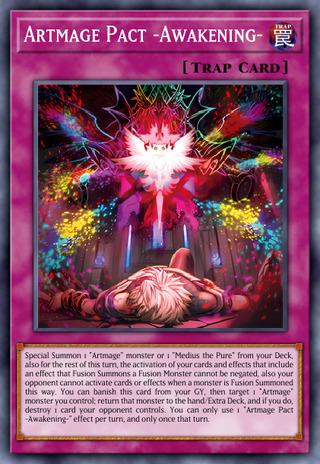 Artmage Pact -Awakening-
TRAP
罠
[Trap Card]
Special Summon 1 "Artmage" monster or 1 "Medius the Pure" from your Deck,
also for the rest of this turn, the activation of your cards and effects that include
an effect that Fusion Summons a Fusion Monster cannot be negated, also your
opponent cannot activate cards or effects when a monster is Fusion Summoned
this way. You can banish this card from your GY, then target 1 "Artmage"
monster you control; return that monster to the hand/Extra Deck, and if you do,
destroy 1 card your opponent controls. You can only use 1 "Artmage Pact
-Awakening-" effect per turn, and only once that turn.